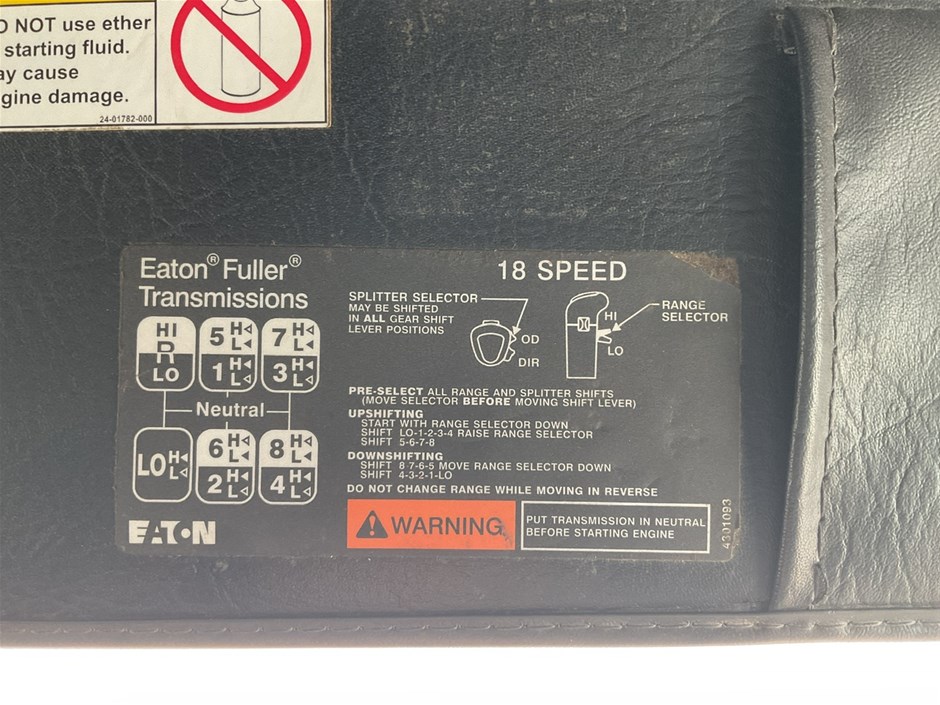 O NOT use ether
starting fluid.
ay cause
gine damage.
24-01782-000
Eaton® Fuller®
Transmissions
18 SPEED
SPLITTER SELECTOR
MAY BE SHIFTED
IN ALL GEAR SHIFT
LEVER POSITIONS
OD
DIR
HI
LO
RANGE
SELECTOR
HI
R
LO
5 H L
1 H L
7 H L
3 H L
Neutral
LO H L
6 H L
2 H L
8 H L
4 H L
PRE-SELECT ALL RANGE AND SPLITTER SHIFTS
(MOVE SELECTOR BEFORE MOVING SHIFT LEVER)
UPSHIFTING
START WITH RANGE SELECTOR DOWN
SHIFT LO-1-2-3-4 RAISE RANGE SELECTOR
SHIFT 5-6-7-8
DOWNSHIFTING
SHIFT 8-7-6-5 MOVE RANGE SELECTOR DOWN
SHIFT 4-3-2-1-LO
DO NOT CHANGE RANGE WHILE MOVING IN REVERSE
EATON
WARNING
PUT TRANSMISSION IN NEUTRAL
BEFORE STARTING ENGINE
4301093